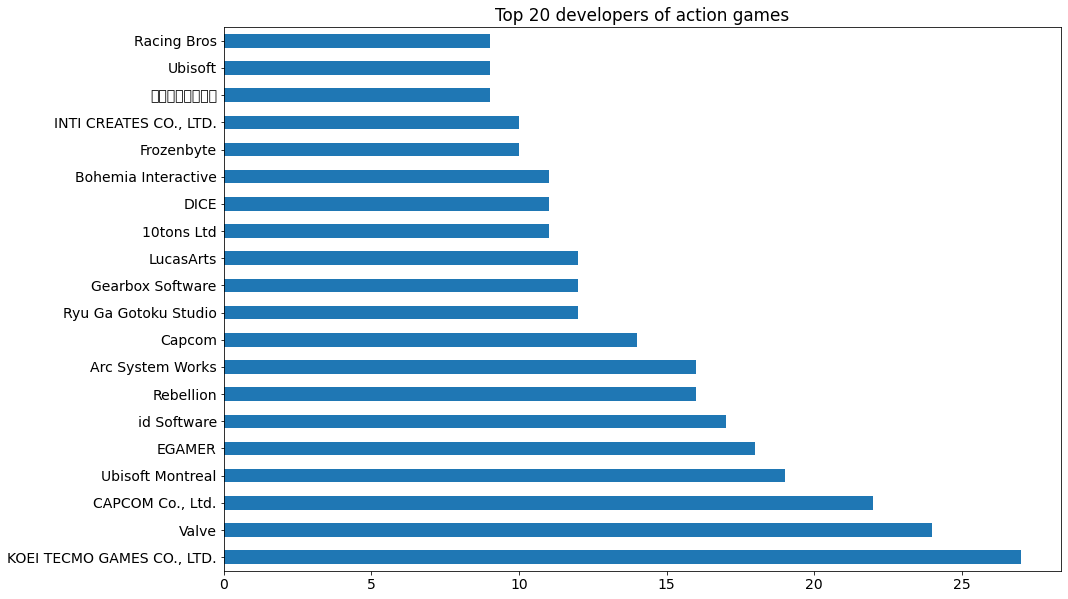 Top 20 developers of action games
Racing Bros
Ubisoft
INTI CREATES CO., LTD.
Frozenbyte
Bohemia Interactive
DICE
10tons Ltd
LucasArts
Gearbox Software
Ryu Ga Gotoku Studio
Capcom
Arc System Works
Rebellion
id Software
EGAMER
Ubisoft Montreal
CAPCOM Co., Ltd.
Valve
KOEI TECMO GAMES CO., LTD.
0 5 10 15 20 25